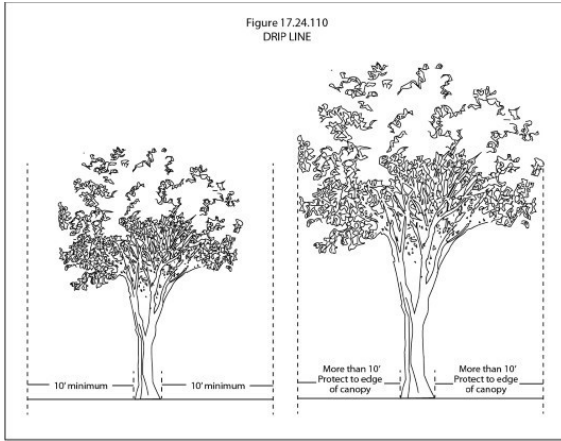 Figure 17.24.110
DRIP LINE
10' minimum
10' minimum
More than 10'
Protect to edge
of canopy
More than 10'
Protect to edge
of canopy